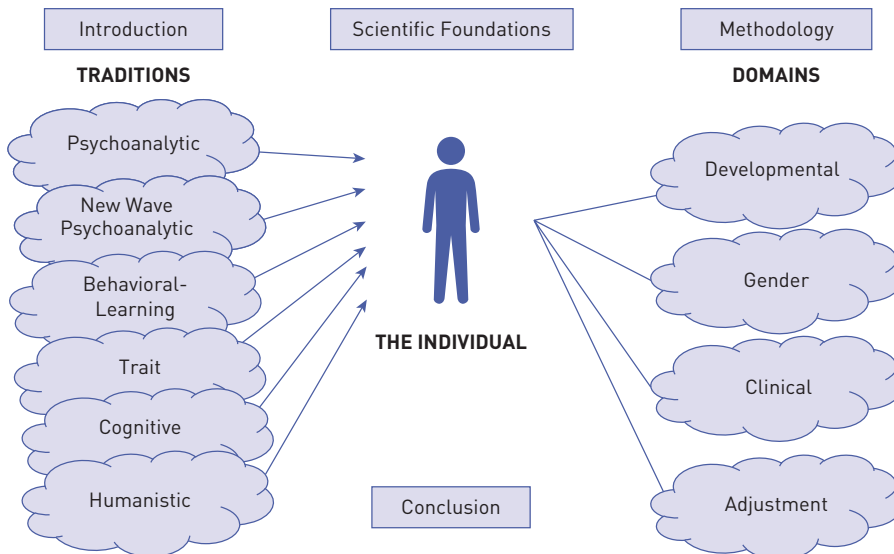 Introduction
Scientific Foundations
Methodology
TRADITIONS
DOMAINS
Psychoanalytic
New Wave
Psychoanalytic
Behavioral-
Learning
Trait
Cognitive
Humanistic
THE INDIVIDUAL
Conclusion
Developmental
Gender
Clinical
Adjustment